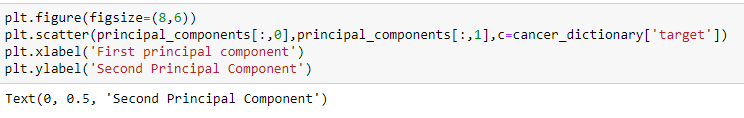 plt.figure(figsize=(8,6))
plt.scatter(principal_components[:,0],principal_components[:,1],c=cancer_dictionary['target'])
plt.xlabel('First principal component')
plt.ylabel('Second Principal Component')
Text(0, 0.5, 'Second Principal Component')